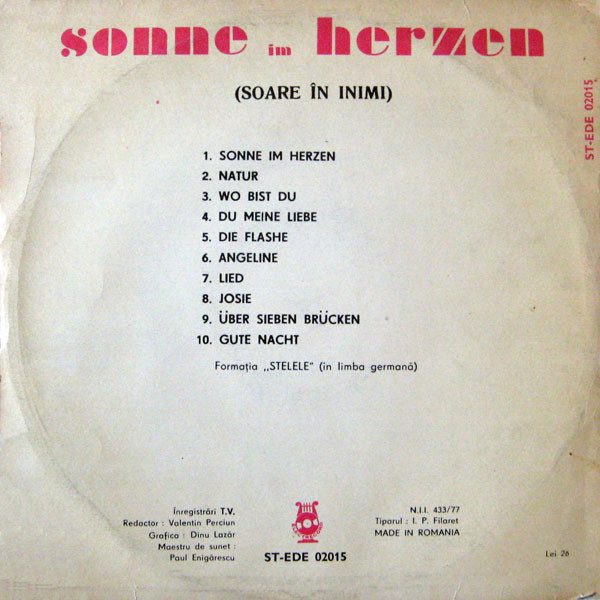 sonne im herzen
(SOARE ÎN INIMI)
ST-EDE 02015
1. SONNE IM HERZEN
2. NATUR
3. WO BIST DU
4. DU MEINE LIEBE
5. DIE FLASHE
6. ANGELINE
7. LIED
8. JOSIE
9. ÜBER SIEBEN BRÜCKEN
10. GUTE NACHT
Formația „STELELE" (în limba germană)
Înregistrări T.V.
Redactor : Valentin Perciun
Grafica : Dinu Lazăr
Maestru de sunet :
Paul Enigărescu
ST-EDE 02015
N.I.I. 433/77
Tiparul : I. P. Filaret
MADE IN ROMANIA
Lei 26